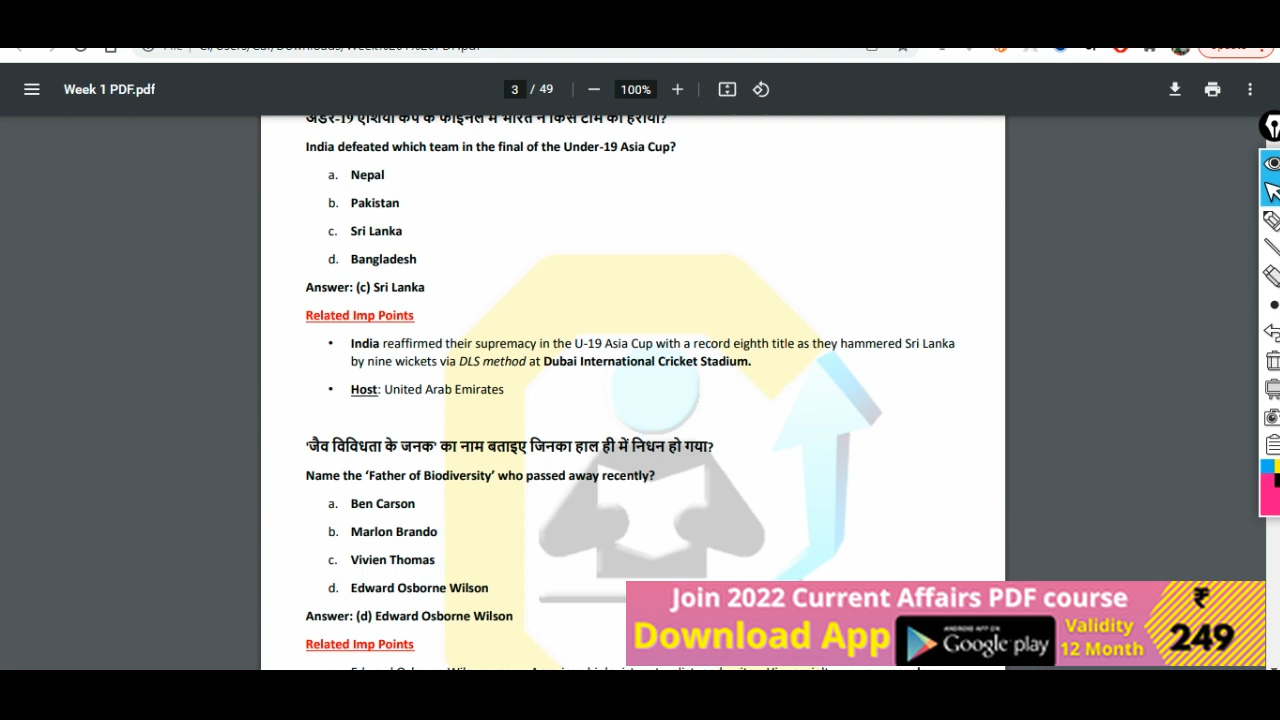 Week 1 PDF.pdf
3 / 49
100%
India defeated which team in the final of the Under-19 Asia Cup?
a. Nepal
b. Pakistan
c. Sri Lanka
d. Bangladesh
Answer: (c) Sri Lanka
Related Imp Points
• India reaffirmed their supremacy in the U-19 Asia Cup with a record eighth title as they hammered Sri Lanka
by nine wickets via DLS method at Dubai International Cricket Stadium.
• Host: United Arab Emirates
'जैव विविधता के जनक' का नाम बताइए जिनका हाल ही में निधन हो गया?
Name the ‘Father of Biodiversity’ who passed away recently?
a. Ben Carson
b. Marlon Brando
c. Vivien Thomas
d. Edward Osborne Wilson
Answer: (d) Edward Osborne Wilson
Related Imp Points
Join 2022 Current Affairs PDF course
Download App
ANDROID APP ON
Google play
Validity
12 Month
₹
249